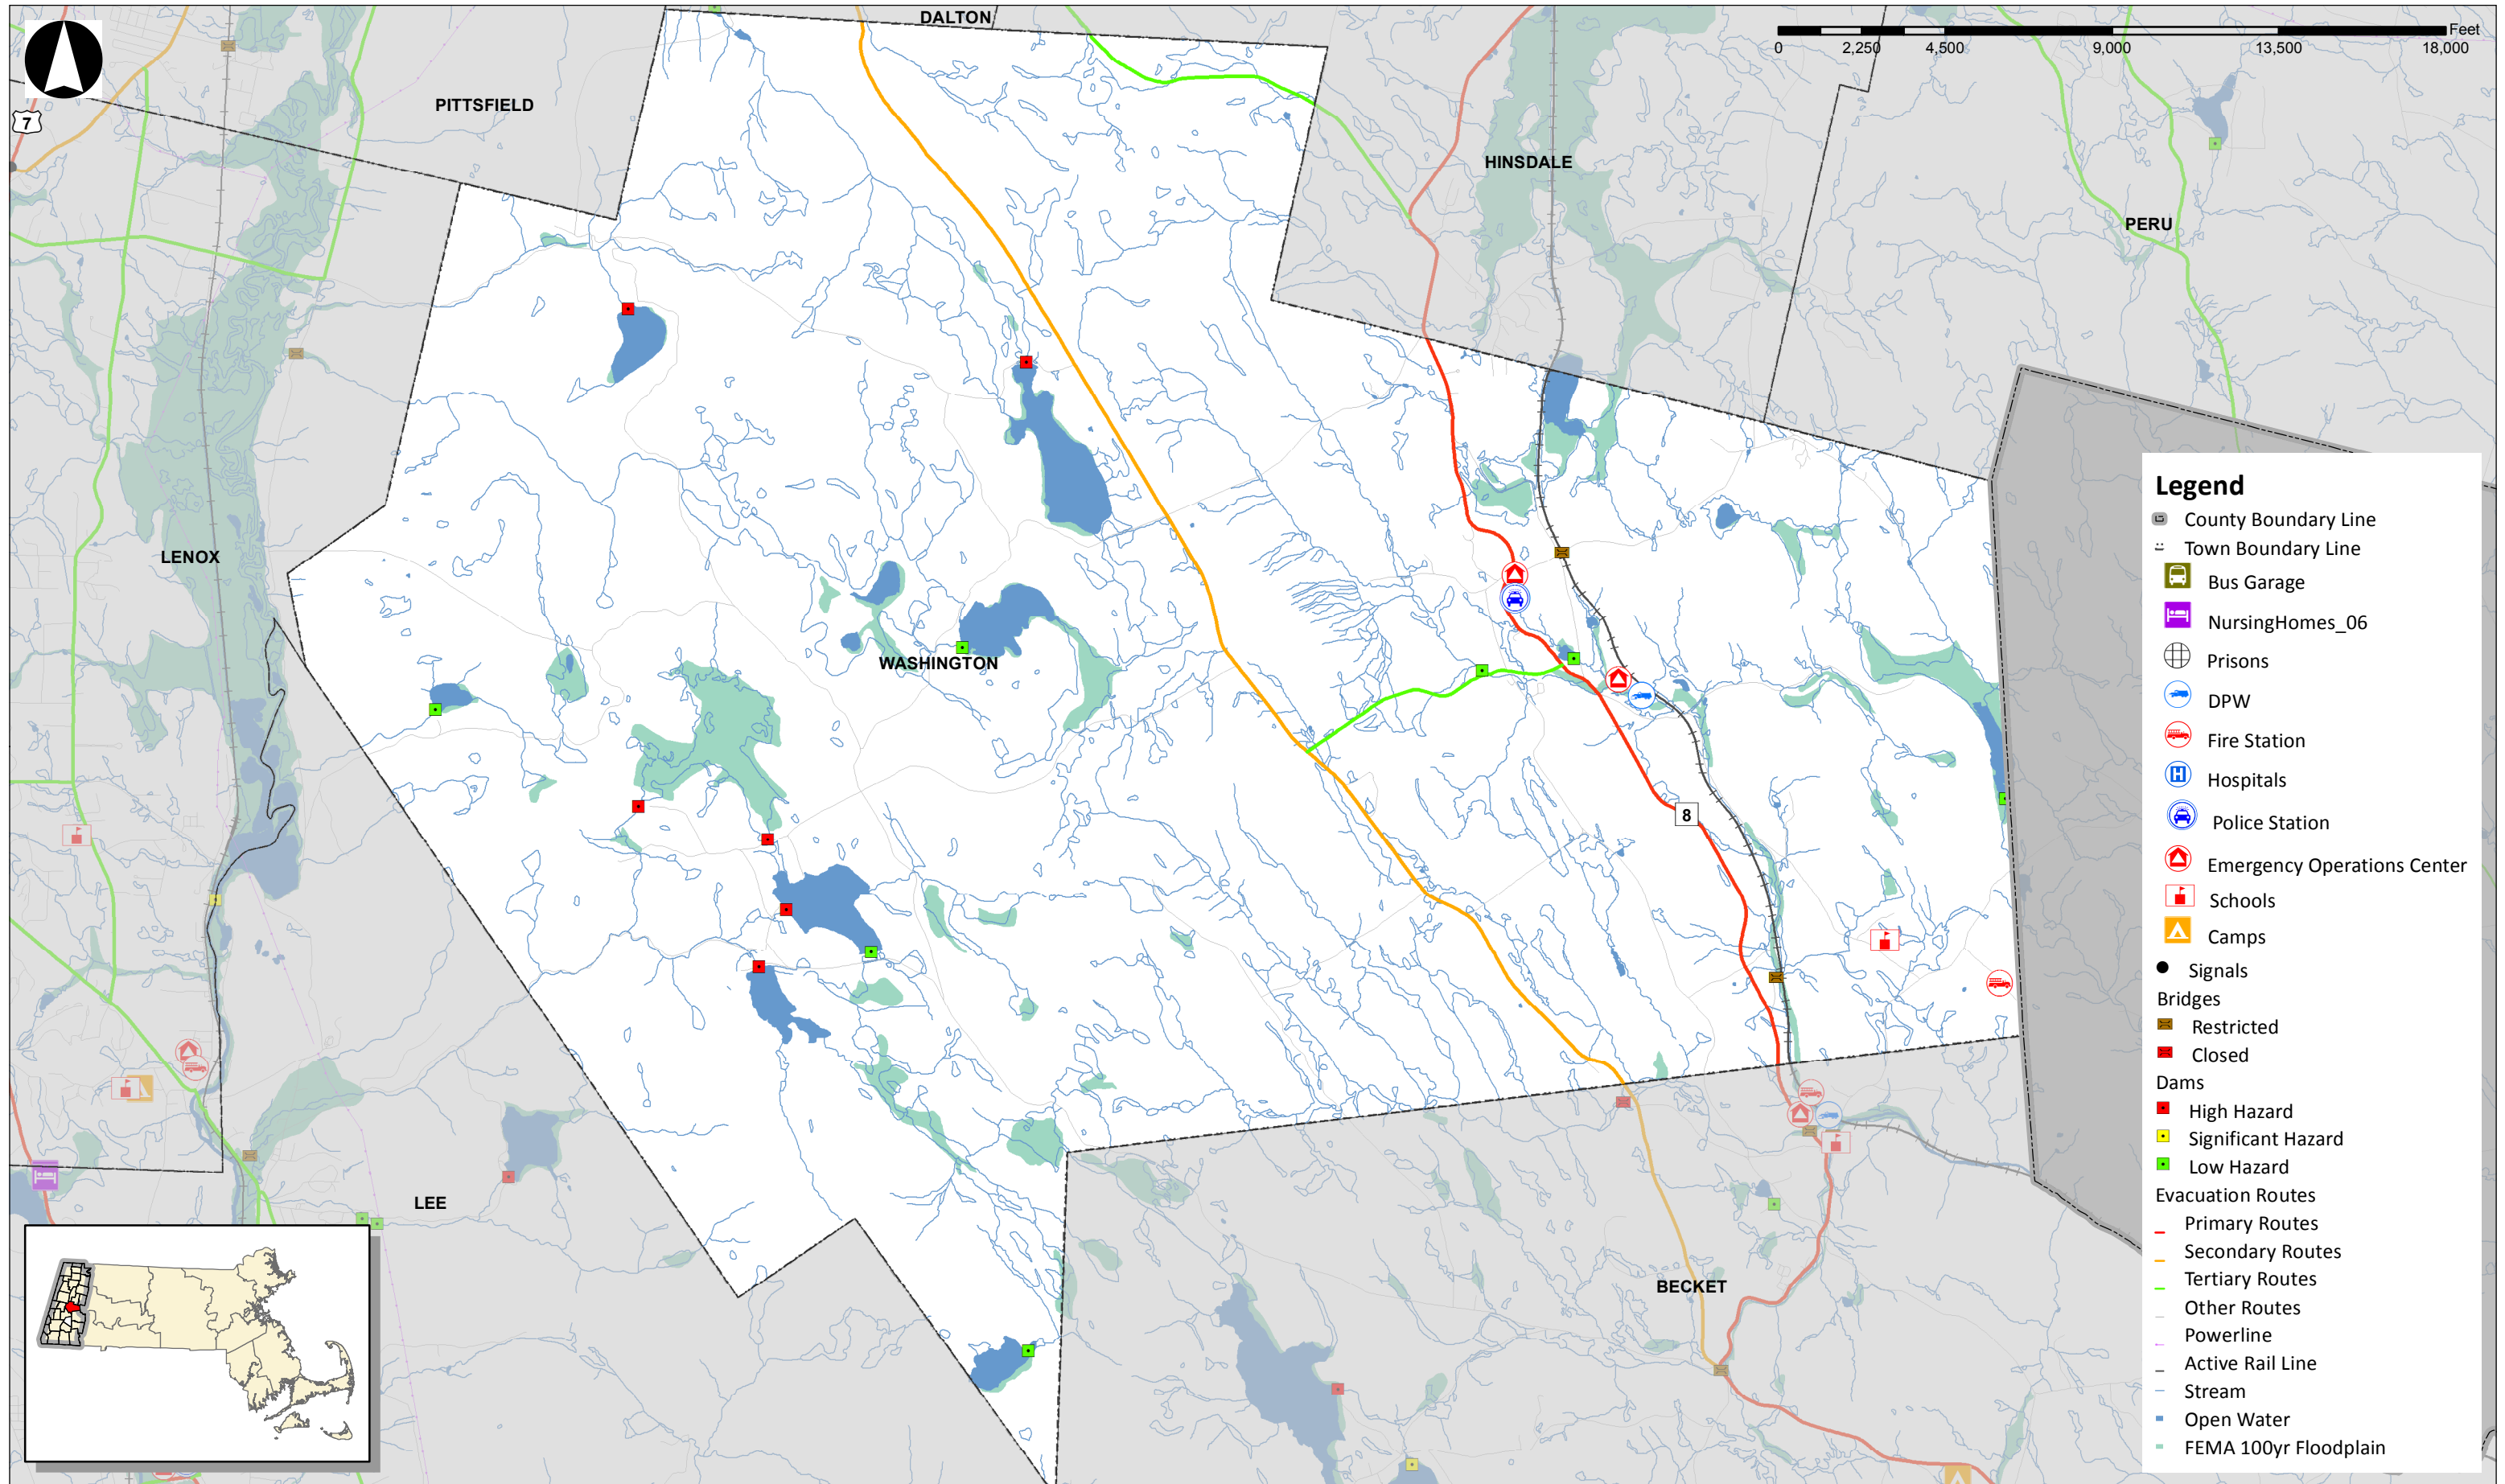 DALTON
Feet
0 2,250 4,500 9,000 13,500 18,000
PITTSFIELD
7
HINSDALE
PERU
LENOX
WASHINGTON
8
LEE
BECKET
Legend
County Boundary Line
Town Boundary Line
Bus Garage
NursingHomes_06
Prisons
DPW
Fire Station
H Hospitals
Police Station
Emergency Operations Center
Schools
Camps
Signals
Bridges
Restricted
Closed
Dams
High Hazard
Significant Hazard
Low Hazard
Evacuation Routes
Primary Routes
Secondary Routes
Tertiary Routes
Other Routes
Powerline
Active Rail Line
Stream
Open Water
FEMA 100yr Floodplain